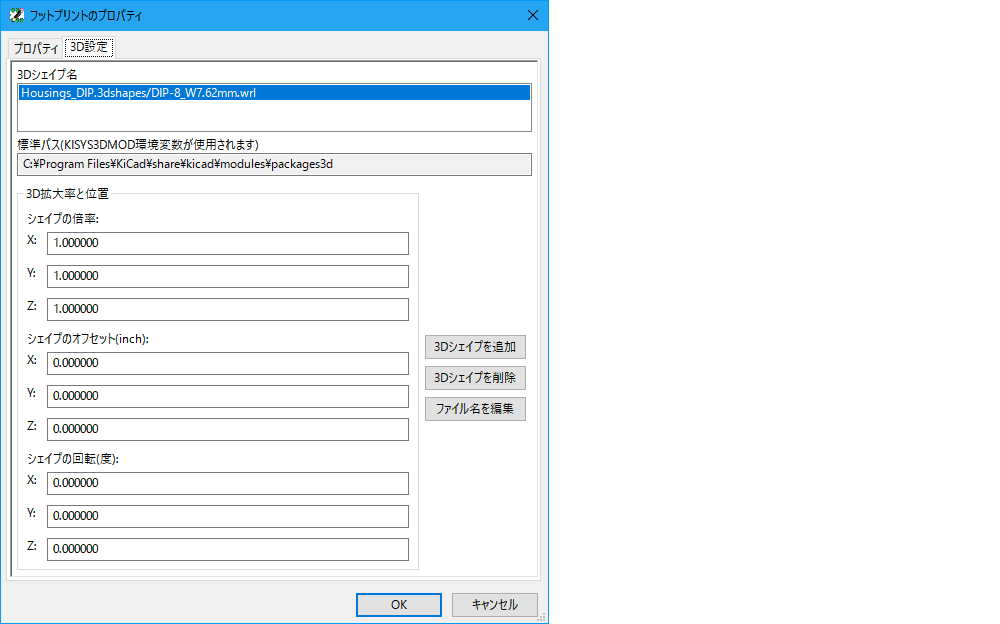 フットプリントのプロパティ
プロパティ 3D設定
3Dシェイプ名
Housings_DIP.3dshapes/DIP-8_W7.62mm.wrl
標準パス(KISYS3DMOD環境変数が使用されます)
C:¥Program Files¥KiCad¥share¥kicad¥modules¥packages3d
3D拡大率と位置
シェイプの倍率:
X: 1.000000
Y: 1.000000
Z: 1.000000
シェイプのオフセット(inch):
X: 0.000000
Y: 0.000000
Z: 0.000000
シェイプの回転(度):
X: 0.000000
Y: 0.000000
Z: 0.000000
3Dシェイプを追加
3Dシェイプを削除
ファイル名を編集
OK キャンセル